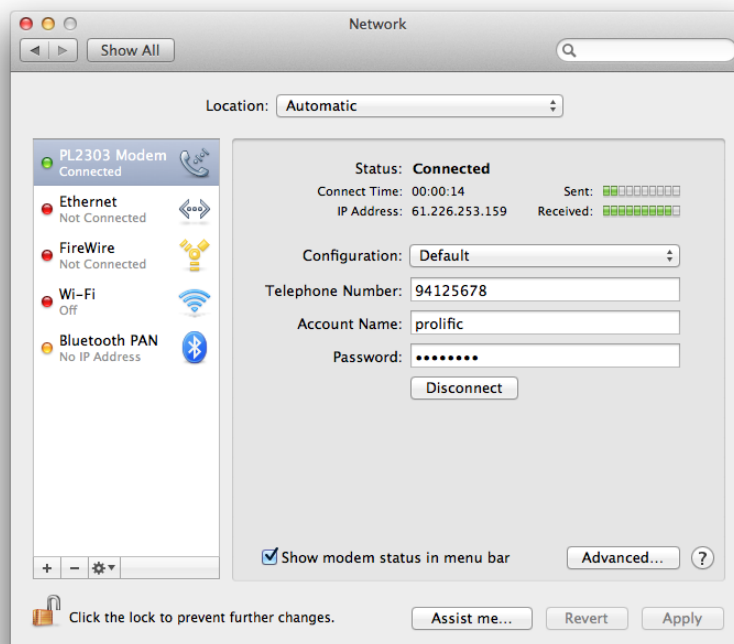 Network
Show All
Location: Automatic
PL2303 Modem
Connected
Ethernet
Not Connected
FireWire
Not Connected
Wi-Fi
Off
Bluetooth PAN
No IP Address
Status: Connected
Connect Time: 00:00:14 Sent:
IP Address: 61.226.253.159 Received:
Configuration: Default
Telephone Number: 94125678
Account Name: prolific
Password: ••••••••
Disconnect
Show modem status in menu bar
Advanced... ?
+ −
Click the lock to prevent further changes.
Assist me... Revert Apply